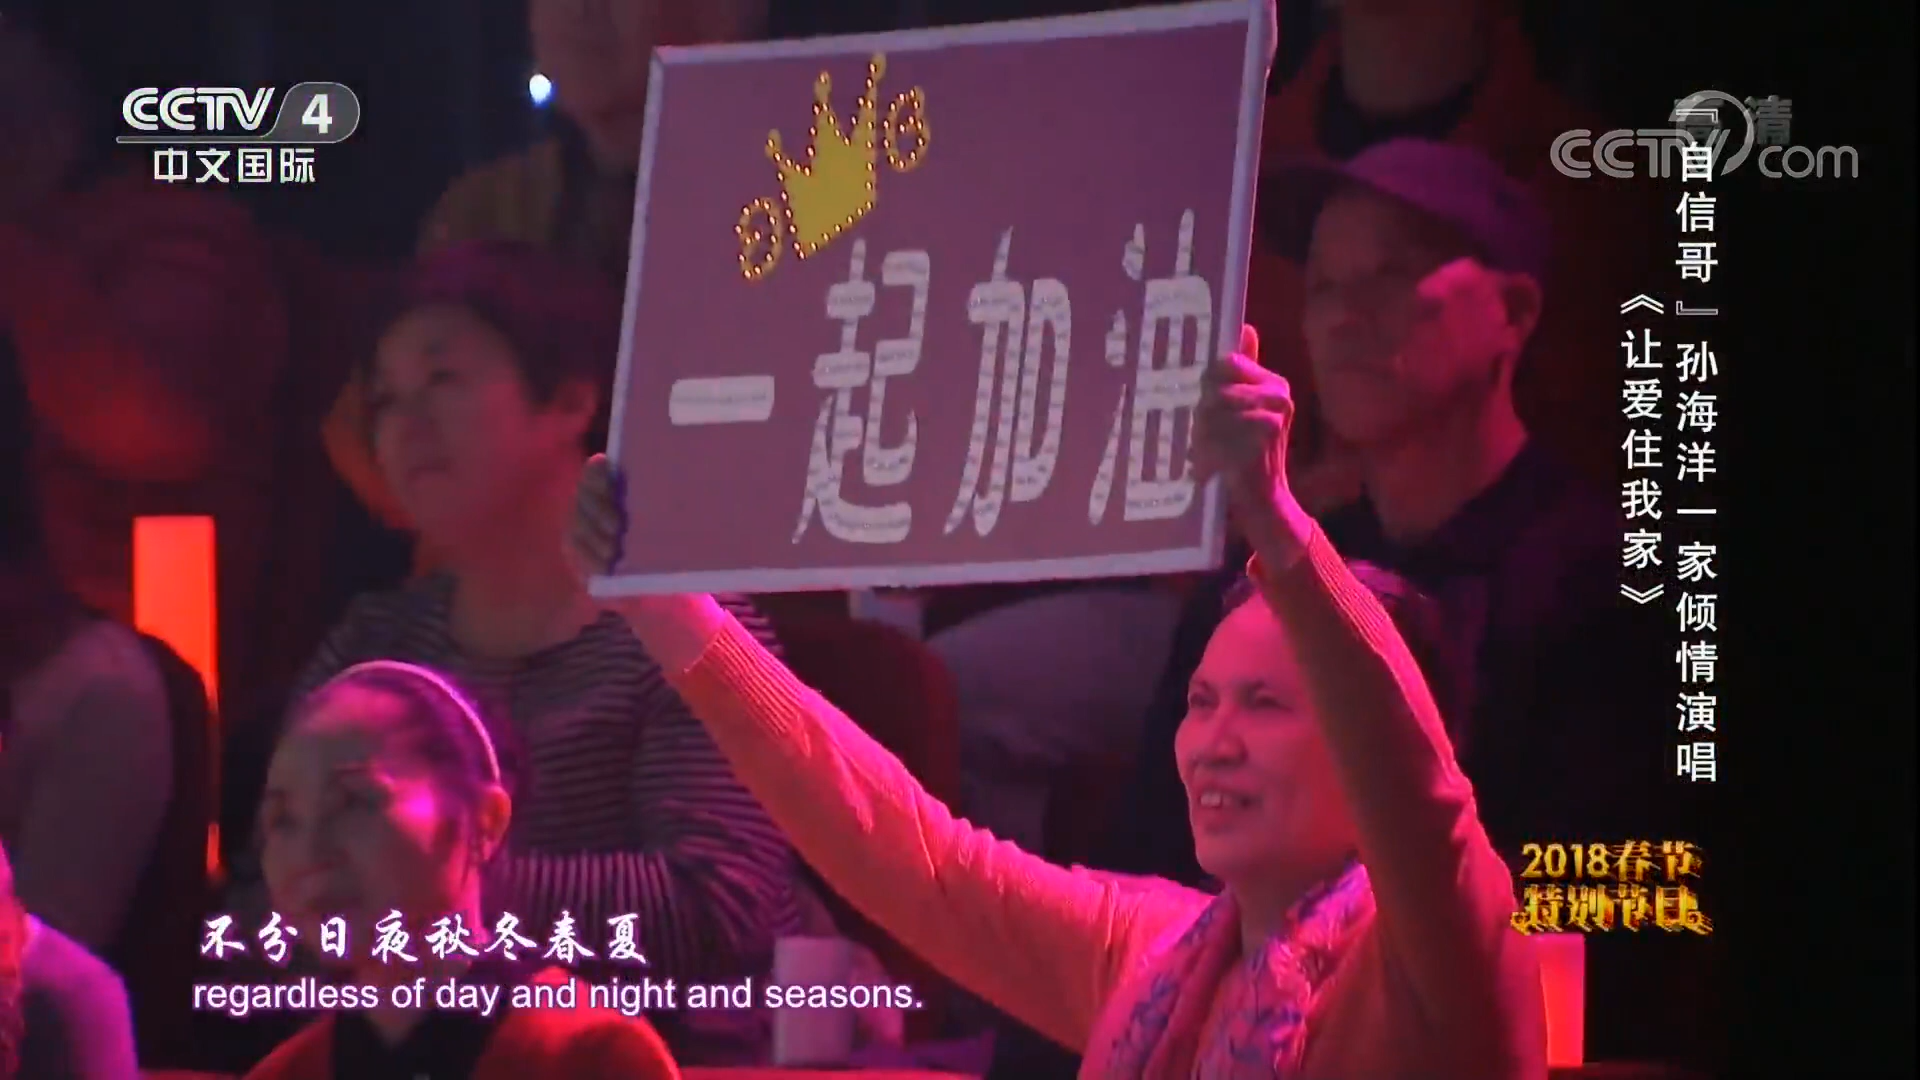 CCTV 4
中文国际
高清
CCTV com
一起加油
『自信哥』孙海洋一家倾情演唱
《让爱住我家》
2018春节
特别节目
不分日夜秋冬春夏
regardless of day and night and seasons.